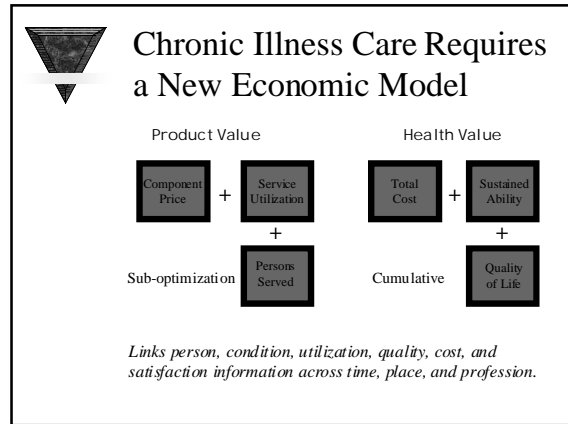 Chronic Illness Care Requires
a New Economic Model
Product Value
Health Value
Component
Price
+
Service
Utilization
Total
Cost
+
Sustained
Ability
+
+
Sub-optimization
Persons
Served
Cumulative
Quality
of Life
Links person, condition, utilization, quality, cost, and
satisfaction information across time, place, and profession.